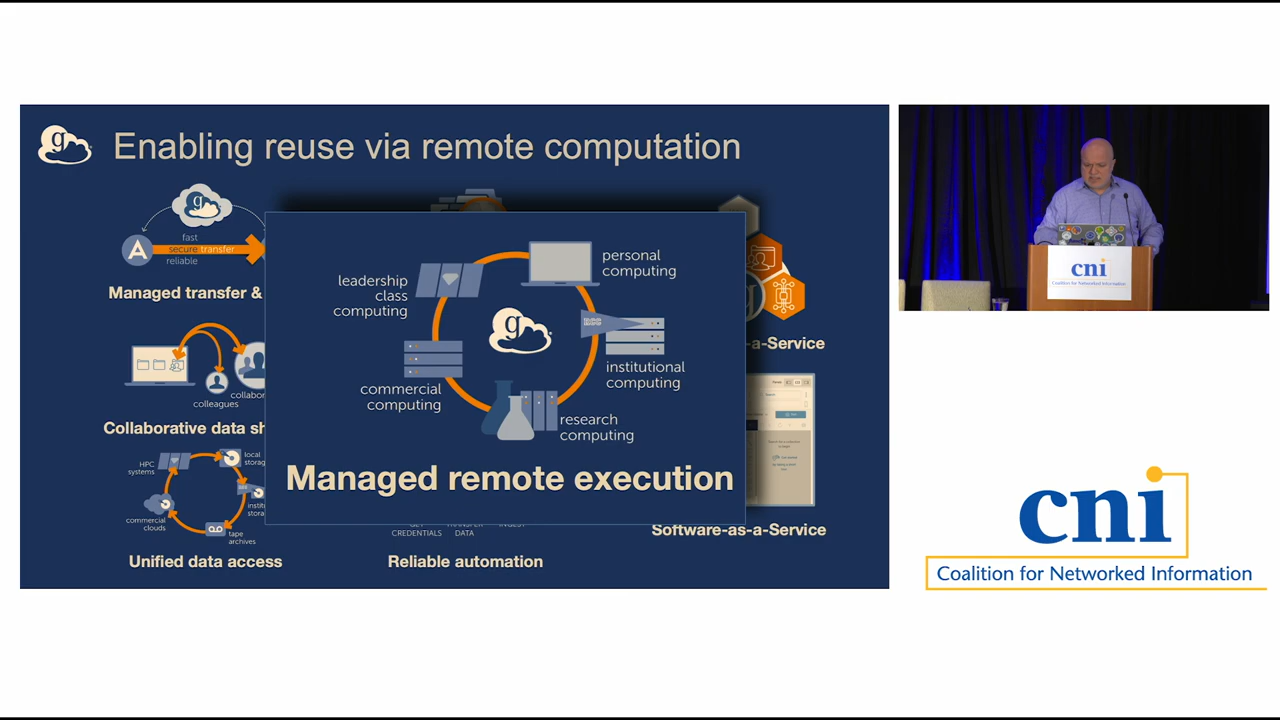 Enabling reuse via remote computation
g
g
fast
A
secure transfer
reliable
Managed transfer &
colleagues
Collaborative data sh
HPC
systems
local
commercial
clouds
tape
archives
Unified data access
leadership
class
computing
personal
computing
g
commercial
computing
institutional
computing
research
computing
Managed remote execution
CREDENTIALS
DATA
Reliable automation
-a-Service
Software-as-a-Service
cni
Coalition for Networked Information
cni
Coalition for Networked Information